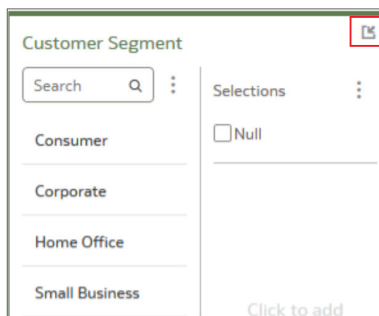 Customer Segment
Search
Selections
Null
Consumer
Corporate
Home Office
Small Business
Click to add